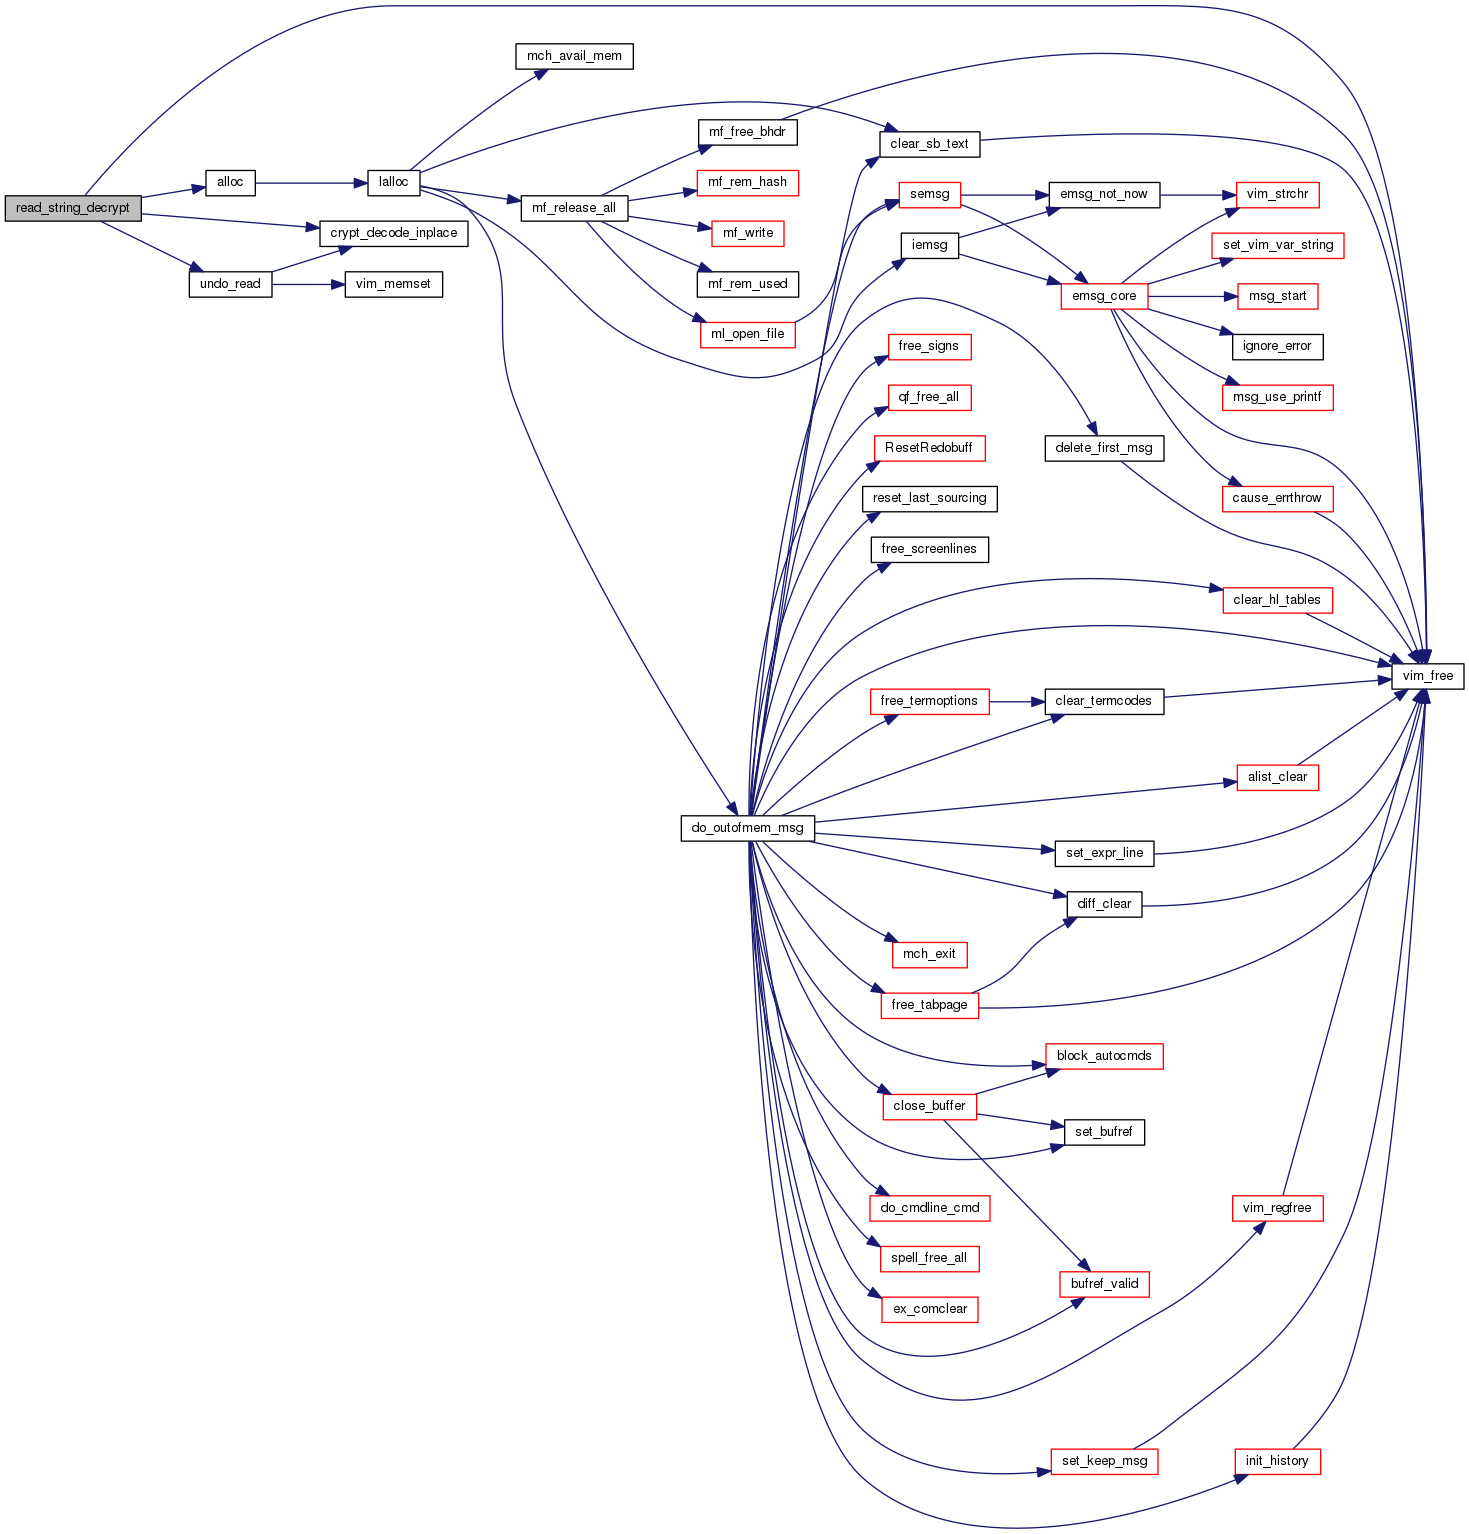 read_string_decrypt
alloc
crypt_decode_inplace
undo_read
vim_memset
lalloc
mch_avail_mem
mf_release_all
mf_free_bhdr
mf_rem_hash
mf_write
mf_rem_used
ml_open_file
do_outofmem_msg
clear_sb_text
semsg
iemsg
free_signs
qf_free_all
ResetRedobuff
reset_last_sourcing
free_screenlines
free_termoptions
mch_exit
free_tabpage
close_buffer
do_cmdline_cmd
spell_free_all
ex_comclear
emsg_not_now
emsg_core
delete_first_msg
clear_termcodes
set_expr_line
diff_clear
block_autocmds
set_bufref
bufref_valid
set_keep_msg
vim_strchr
set_vim_var_string
msg_start
ignore_error
msg_use_printf
cause_errthrow
clear_hl_tables
alist_clear
vim_regfree
init_history
vim_free